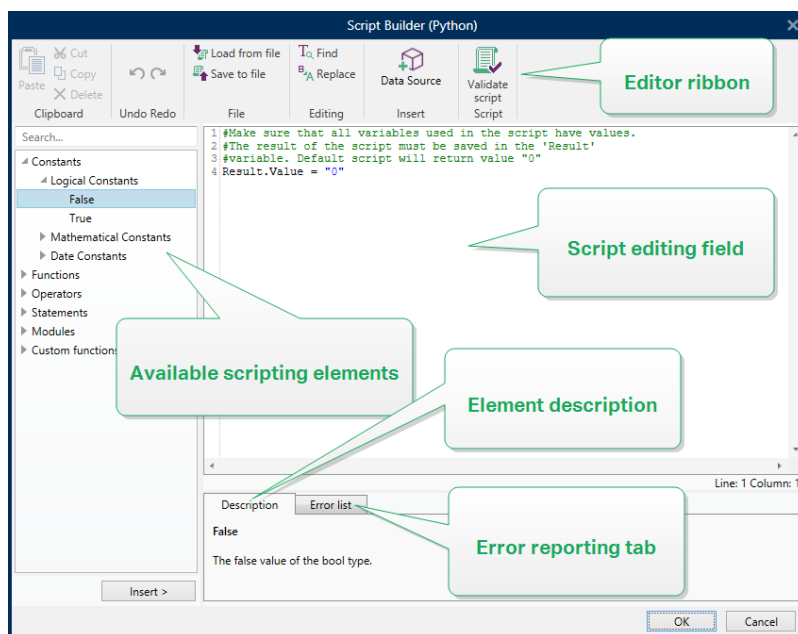 Script Builder (Python)
Paste
Cut
Copy
Delete
Clipboard
Undo Redo
Load from file
Save to file
File
Find
Replace
Editing
Data Source
Insert
Validate
script
Script
Editor ribbon
Search...
Constants
Logical Constants
False
True
Mathematical Constants
Date Constants
Functions
Operators
Statements
Modules
Custom functions
Insert >
1 #Make sure that all variables used in the script have values.
2 #The result of the script must be saved in the 'Result'
3 #variable. Default script will return value "0"
4 Result.Value = "0"
Script editing field
Available scripting elements
Element description
Line: 1 Column: 1
Description
Error list
False
The false value of the bool type.
Error reporting tab
OK
Cancel